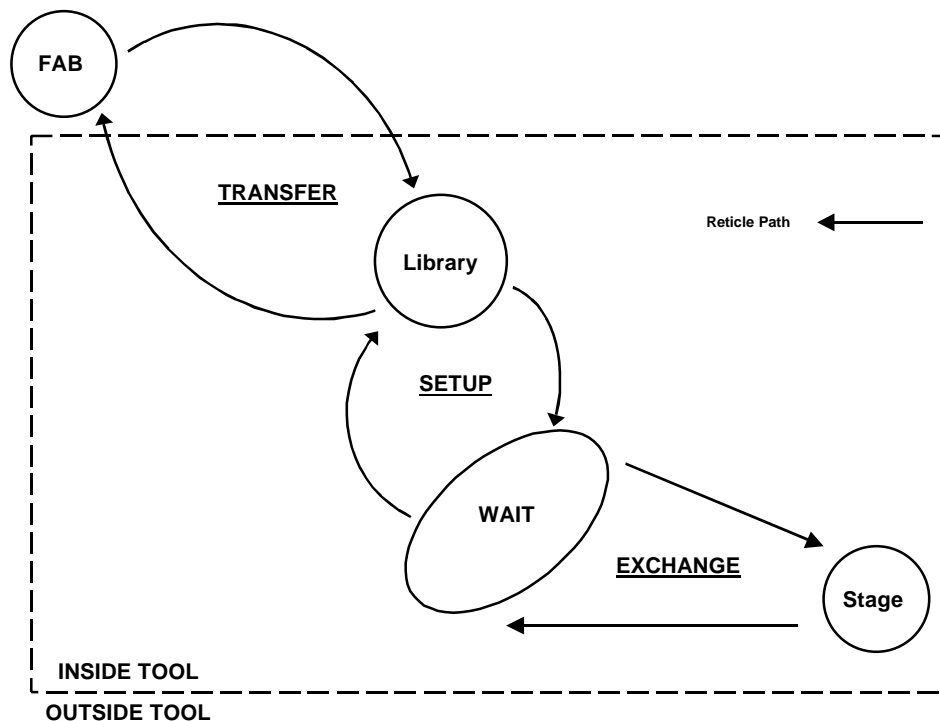 FAB
TRANSFER
Reticle Path
Library
SETUP
WAIT
EXCHANGE
Stage
INSIDE TOOL
OUTSIDE TOOL